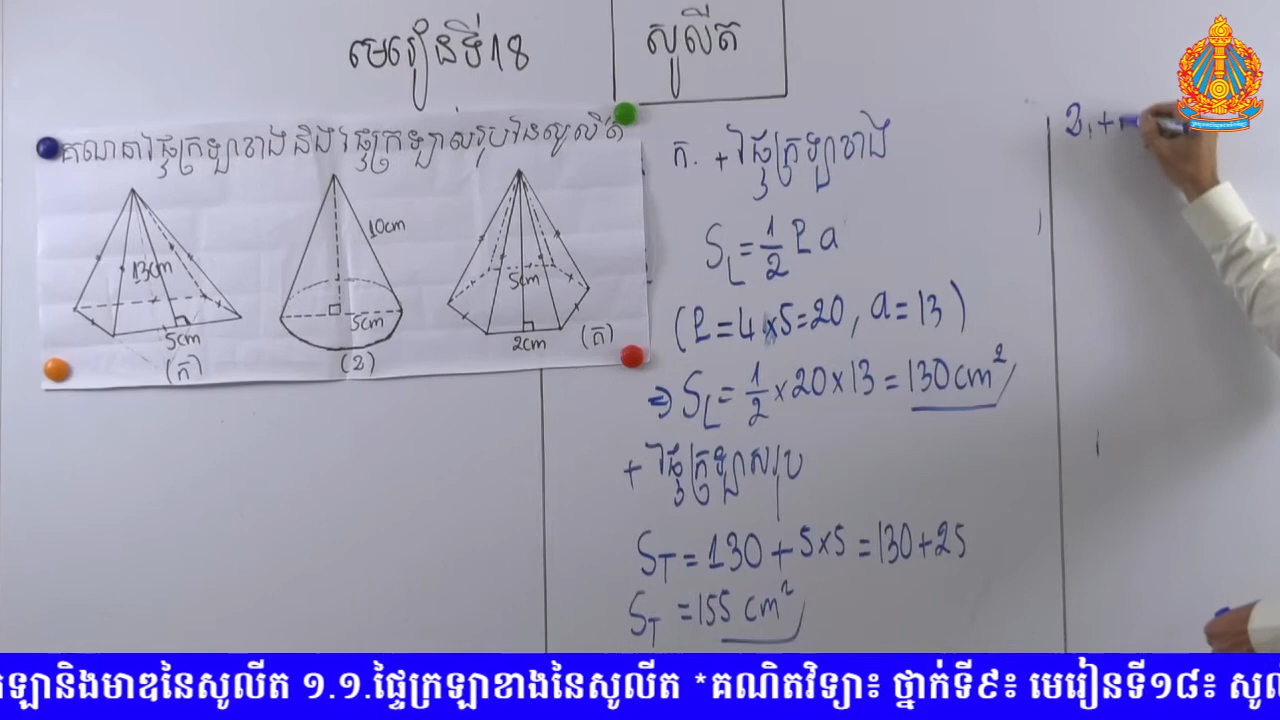 មេរៀនទី18
សូលីត
គណនាផ្ទៃក្រឡាខាង និង ផ្ទៃក្រឡាសរុបនៃសូលីត
13cm
5cm
(ក)
10cm
5cm
(ខ)
5cm
2cm
(គ)
ក. + ផ្ទៃក្រឡាខាង
S_L = 1/2 P a
(P = 4×5=20, a = 13)
⇒ S_L = 1/2 × 20 × 13 = 130 cm²
+ ផ្ទៃក្រឡាសរុប
S_T = 130 + 5×5 = 130+25
S_T = 155 cm²
ខ. +
ក្រឡានិងមាឌនៃសូលីត ១.១.ផ្ទៃក្រឡាខាងនៃសូលីត *គណិតវិទ្យា៖ ថ្នាក់ទី៩៖ មេរៀនទី១៨៖ សូលី